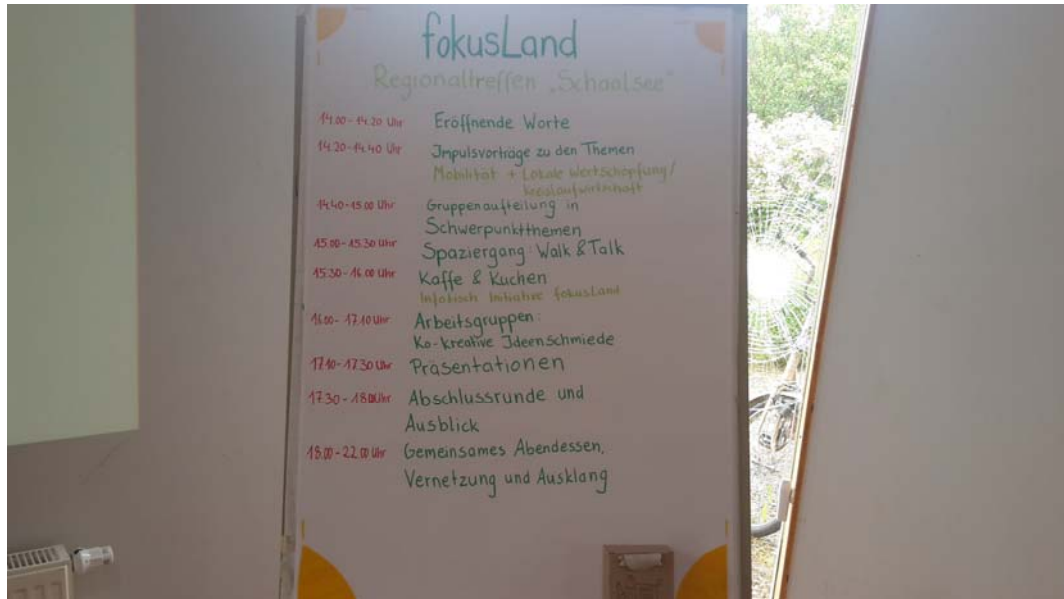 fokusLand
Regionaltreffen „Schaalsee"
14.00-14.20 Uhr Eröffnende Worte
14.20-14.40 Uhr Impulsvorträge zu den Themen
Mobilität + Lokale Wertschöpfung/
Kreislaufwirtschaft
14.40-15.00 Uhr Gruppenaufteilung in
Schwerpunktthemen
15.00-15.30 Uhr Spaziergang: Walk & Talk
15:30-16.00 Uhr Kaffe & Kuchen
Infotisch Initiative fokusLand
16.00-17.10 Uhr Arbeitsgruppen:
Ko-kreative Ideenschmiede
17.10-17.30 Uhr Präsentationen
17.30-18.00 Uhr Abschlussrunde und
Ausblick
18.00-22.00 Uhr Gemeinsames Abendessen,
Vernetzung und Ausklang